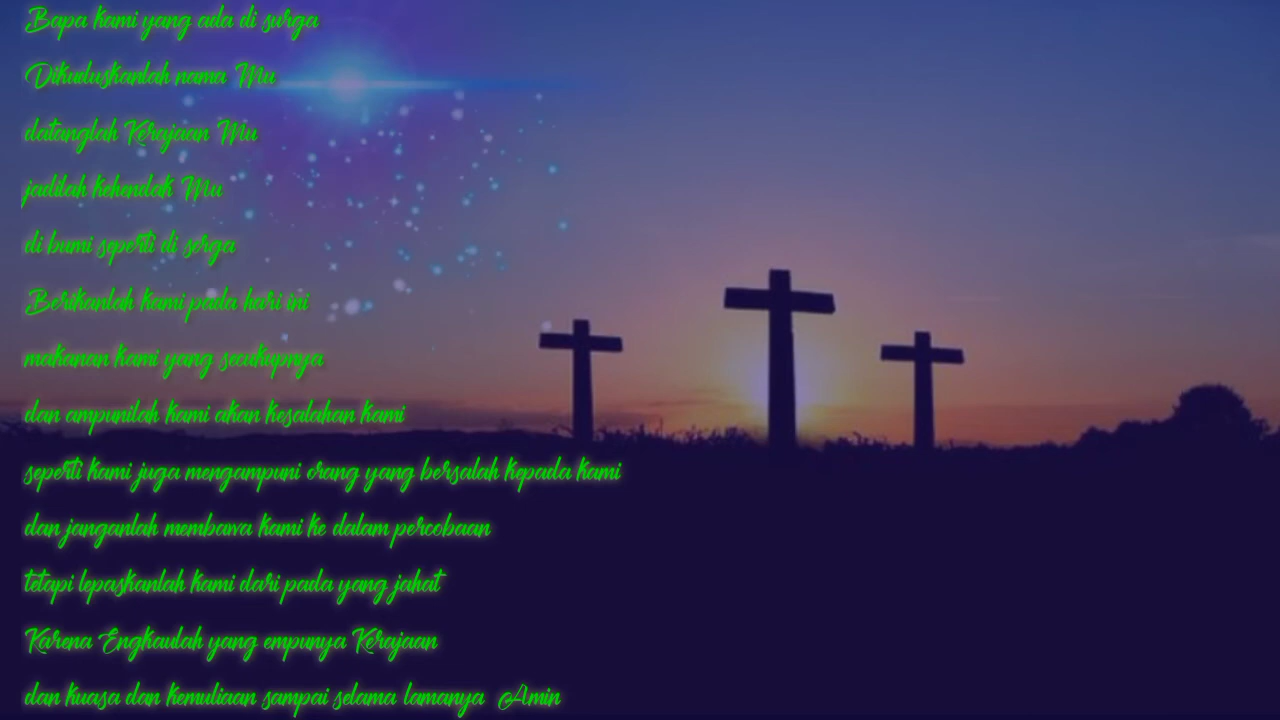 Bapa kami yang ada di surga
Dikuduskanlah nama Mu
datanglah Kerajaan Mu
jadilah kehendak Mu
di bumi seperti di sorga
Berikanlah kami pada hari ini
makanan kami yang secukupnya
dan ampunilah kami akan kesalahan kami
seperti kami juga mengampuni orang yang bersalah kepada kami
dan janganlah membawa kami ke dalam percobaan
tetapi lepaskanlah kami dari pada yang jahat
Karena Engkaulah yang empunya Kerajaan
dan kuasa dan kemuliaan sampai selama lamanya Amin